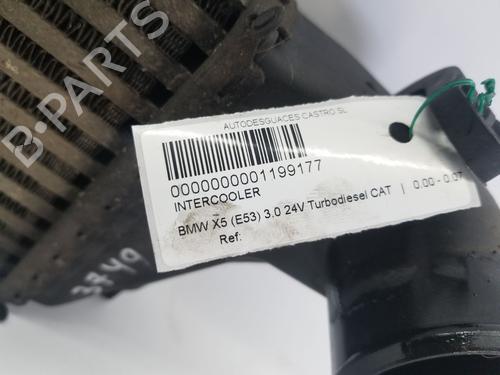 B-PARTS
AUTODESGUACES CASTRO SL
0000000001199177
INTERCOOLER
BMW X5 (E53) 3.0 24V Turbodiesel CAT | 0.00 - 0.07
Ref:
3740